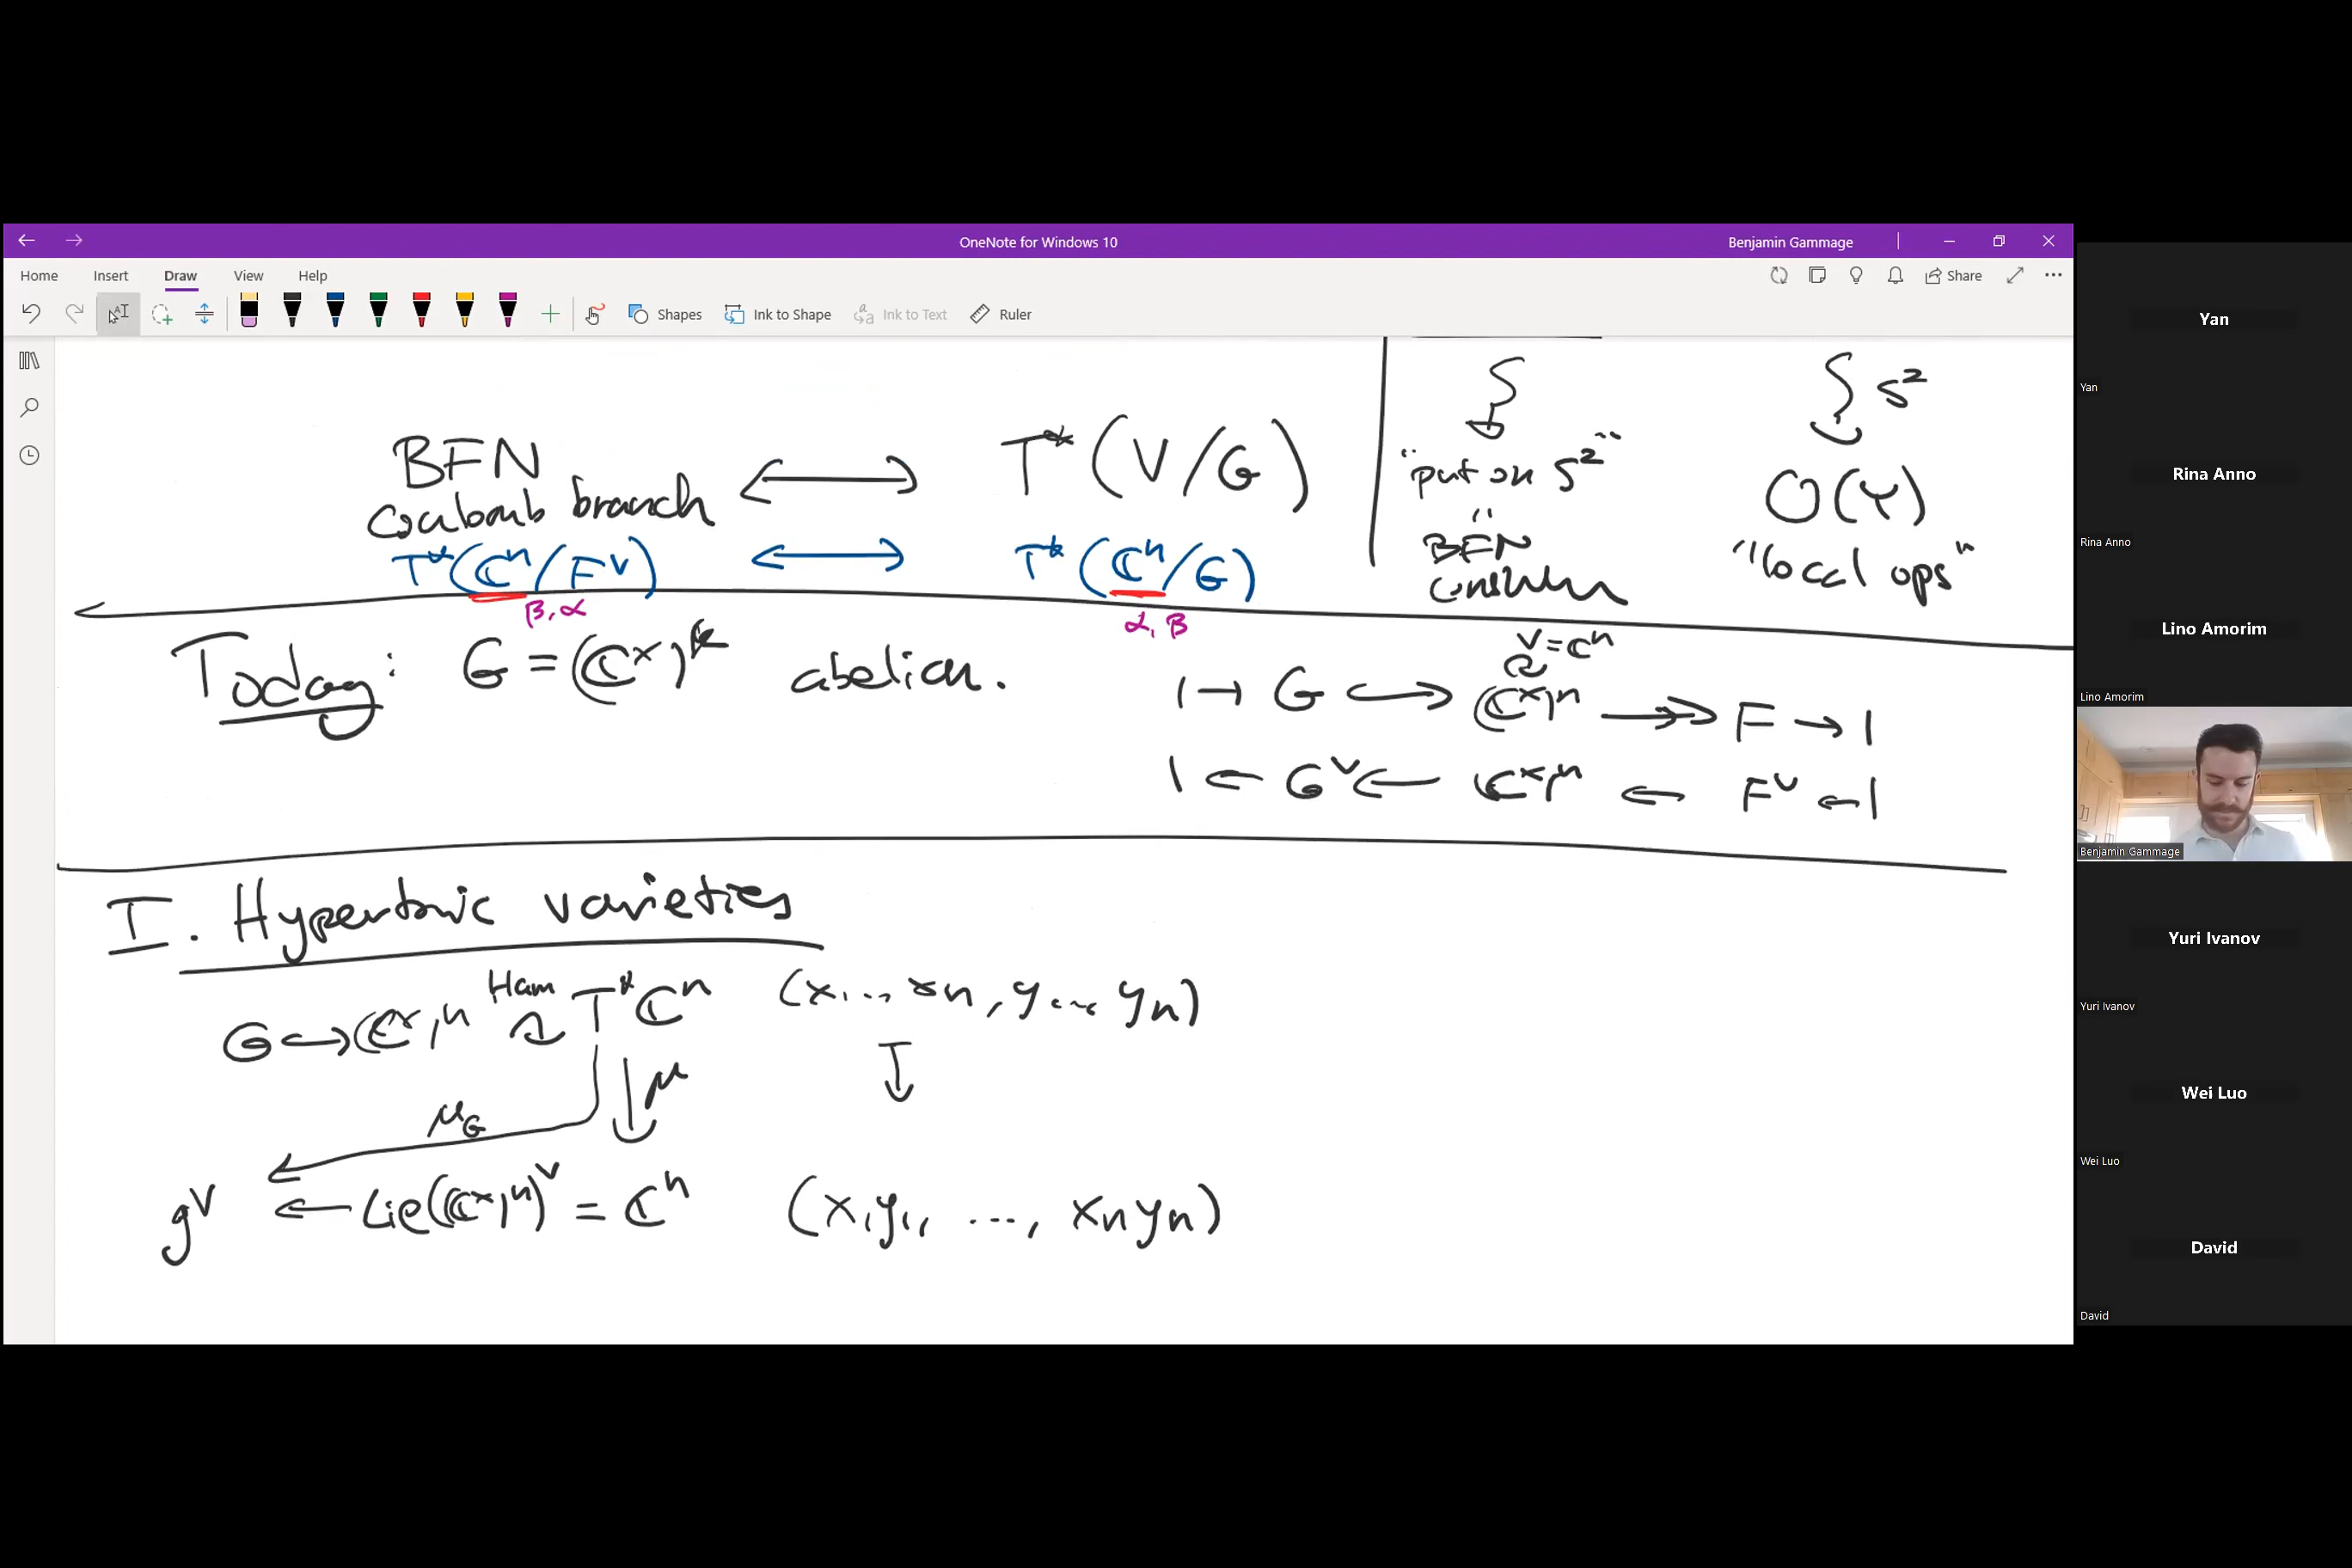 OneNote for Windows 10
Benjamin Gammage
Home Insert Draw View Help
Share
Shapes Ink to Shape Ink to Text Ruler
BFN
coulomb branch ⟷ T*(V/G)
T*(ℂⁿ/F^∨) ⟷ T*(ℂⁿ/G)
β, α
α, β
"put on S²"
=
BFN
S²
O(Y)
"local ops"
Today: G = (ℂ^×)^k abelian.
V = ℂⁿ
1 → G ↪ (ℂ^×)ⁿ ↠ F → 1
1 ← G^∨ ← (ℂ^×)ⁿ ← F^∨ ← 1
I. Hypertoric varieties
Ham
G ↪ (ℂ^×)ⁿ ↷ T*ℂⁿ (x₁ ... xₙ, y₁ ... yₙ)
μ_G ↓μ ↧
g^∨ ← Lie((ℂ^×)ⁿ)^∨ = ℂⁿ (x₁y₁, ..., xₙyₙ)
Yan
Yan
Rina Anno
Rina Anno
Lino Amorim
Lino Amorim
Benjamin Gammage
Yuri Ivanov
Yuri Ivanov
Wei Luo
Wei Luo
David
David